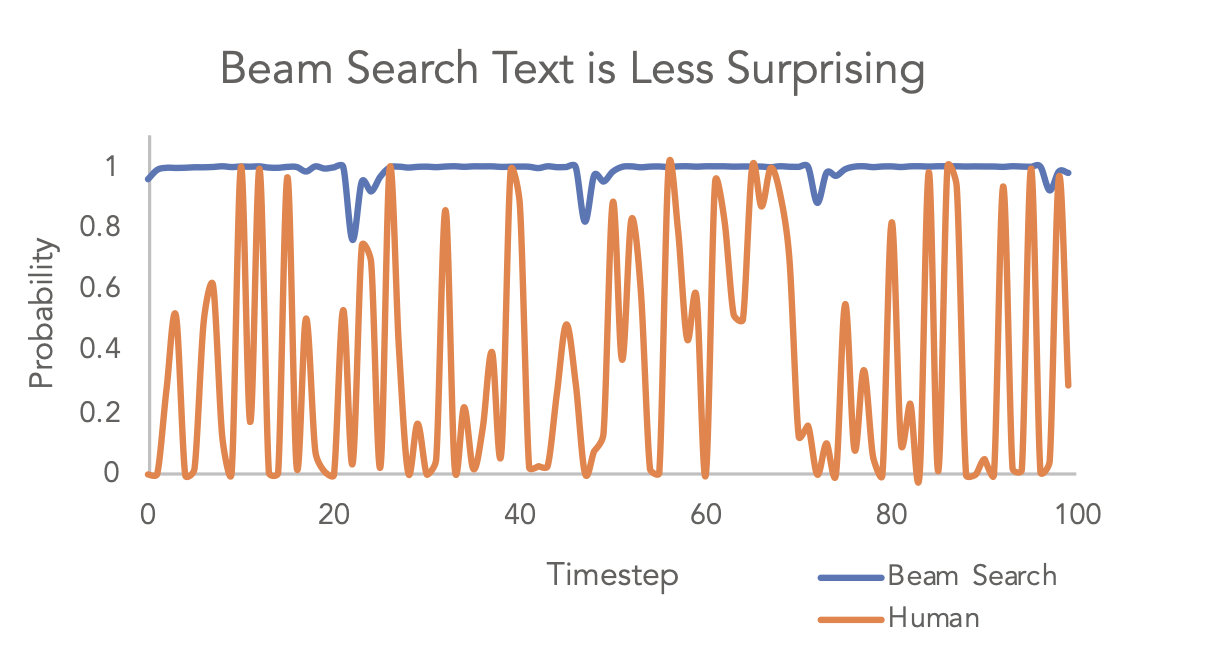 Beam Search Text is Less Surprising
Probability
1
0.8
0.6
0.4
0.2
0
0 20 40 60 80 100
Timestep
Beam Search
Human